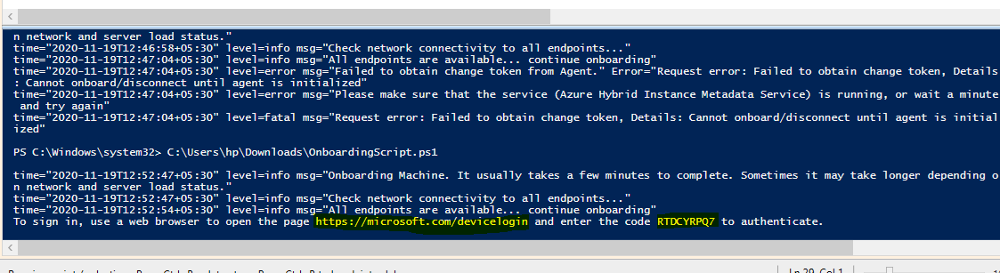 n network and server load status."
time="2020-11-19T12:46:58+05:30" level=info msg="Check network connectivity to all endpoints..."
time="2020-11-19T12:47:04+05:30" level=info msg="All endpoints are available... continue onboarding"
time="2020-11-19T12:47:04+05:30" level=error msg="Failed to obtain change token from Agent." Error="Request error: Failed to obtain change token, Details
: Cannot onboard/disconnect until agent is initialized"
time="2020-11-19T12:47:04+05:30" level=error msg="Please make sure that the service (Azure Hybrid Instance Metadata Service) is running, or wait a minute
and try again"
time="2020-11-19T12:47:04+05:30" level=fatal msg="Request error: Failed to obtain change token, Details: Cannot onboard/disconnect until agent is initial
ized"
PS C:\Windows\system32> C:\Users\hp\Downloads\OnboardingScript.ps1
time="2020-11-19T12:52:47+05:30" level=info msg="Onboarding Machine. It usually takes a few minutes to complete. Sometimes it may take longer depending o
n network and server load status."
time="2020-11-19T12:52:47+05:30" level=info msg="Check network connectivity to all endpoints..."
time="2020-11-19T12:52:54+05:30" level=info msg="All endpoints are available... continue onboarding"
To sign in, use a web browser to open the page https://microsoft.com/devicelogin and enter the code RTDCYRPQ7 to authenticate.
Ln 29 Col 1